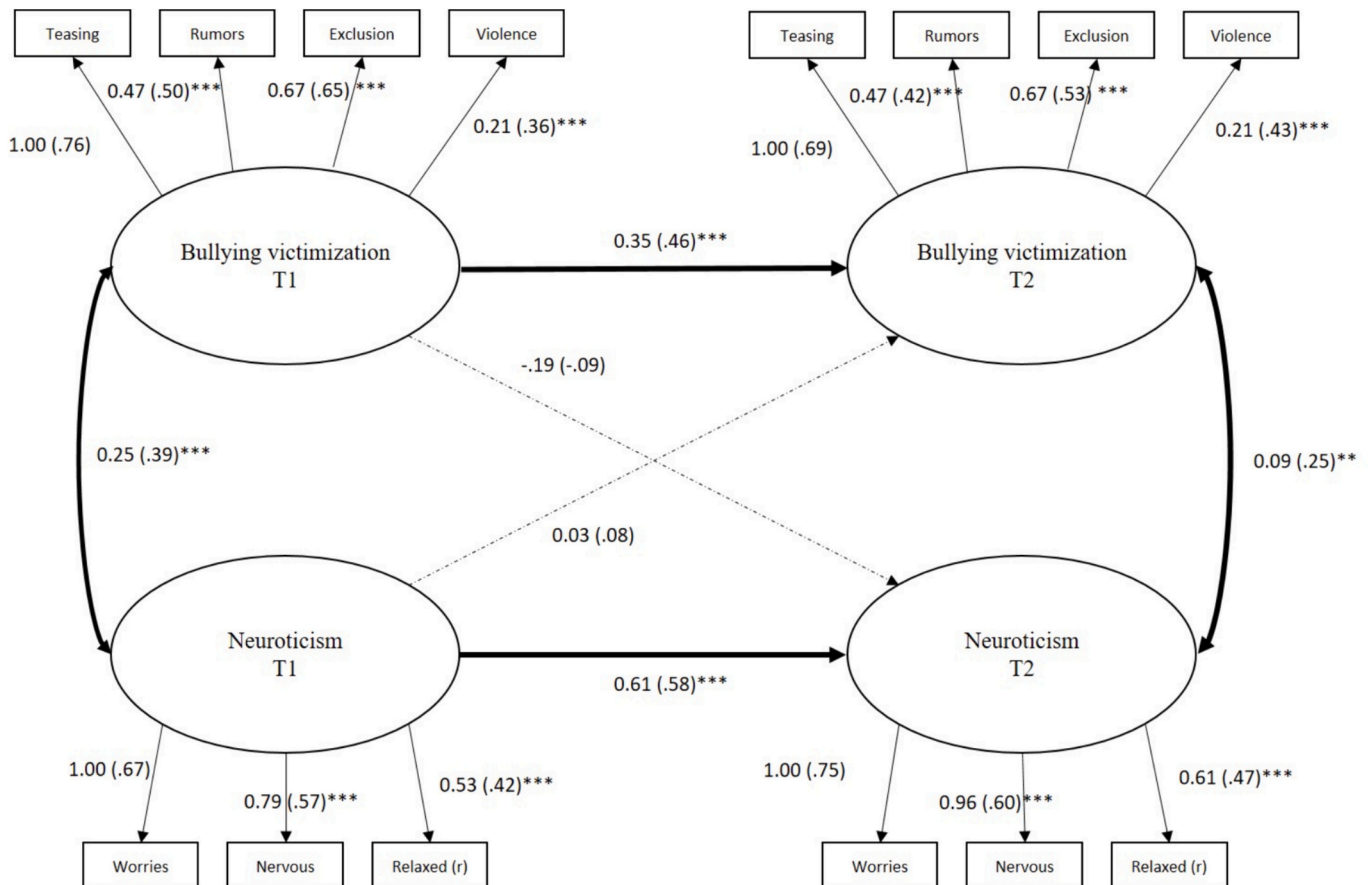 Teasing
Rumors
Exclusion
Violence
Teasing
Rumors
Exclusion
Violence
0.47 (.50)***
0.67 (.65) ***
0.47 (.42)***
0.67 (.53) ***
0.21 (.36)***
0.21 (.43)***
1.00 (.76)
1.00 (.69)
Bullying victimization
T1
0.35 (.46)***
Bullying victimization
T2
-.19 (-.09)
0.25 (.39)***
0.09 (.25)**
0.03 (.08)
Neuroticism
T1
Neuroticism
T2
0.61 (.58)***
1.00 (.67)
0.79 (.57)***
0.53 (.42)***
1.00 (.75)
0.96 (.60)***
0.61 (.47)***
Worries
Nervous
Relaxed (r)
Worries
Nervous
Relaxed (r)